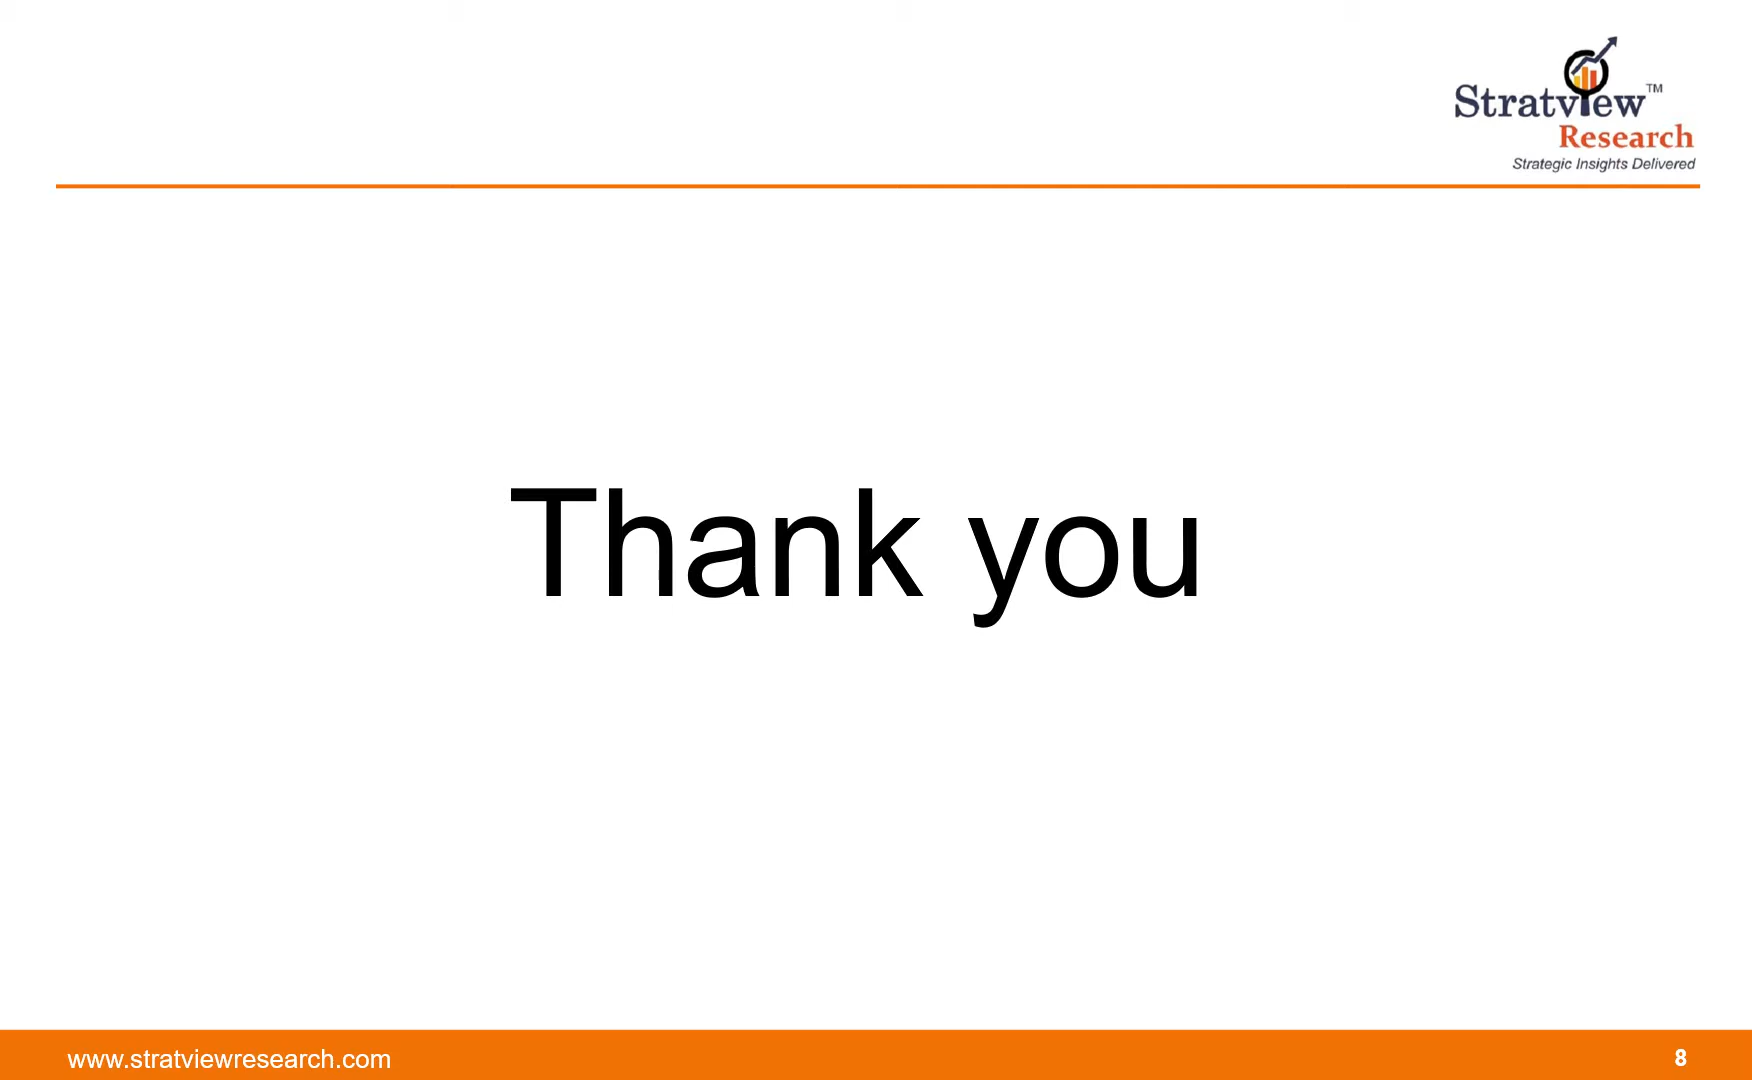 Stratview™
Research
Strategic Insights Delivered
Thank you
www.stratviewresearch.com
8